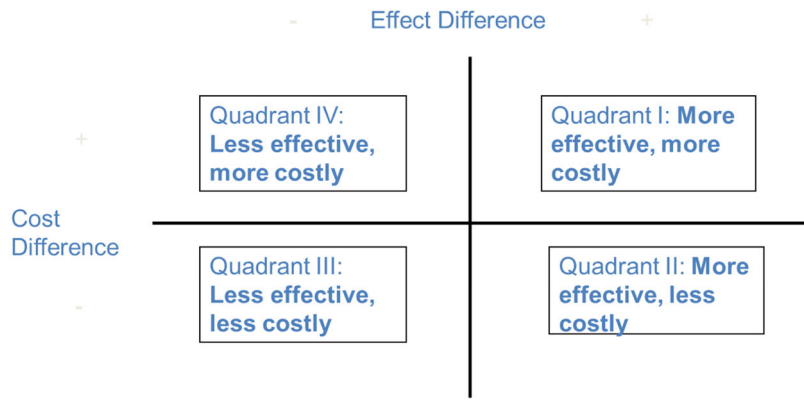 - Effect Difference +
+
Quadrant IV:
Less effective,
more costly
Quadrant I: More
effective, more
costly
Cost
Difference
-
Quadrant III:
Less effective,
less costly
Quadrant II: More
effective, less
costly